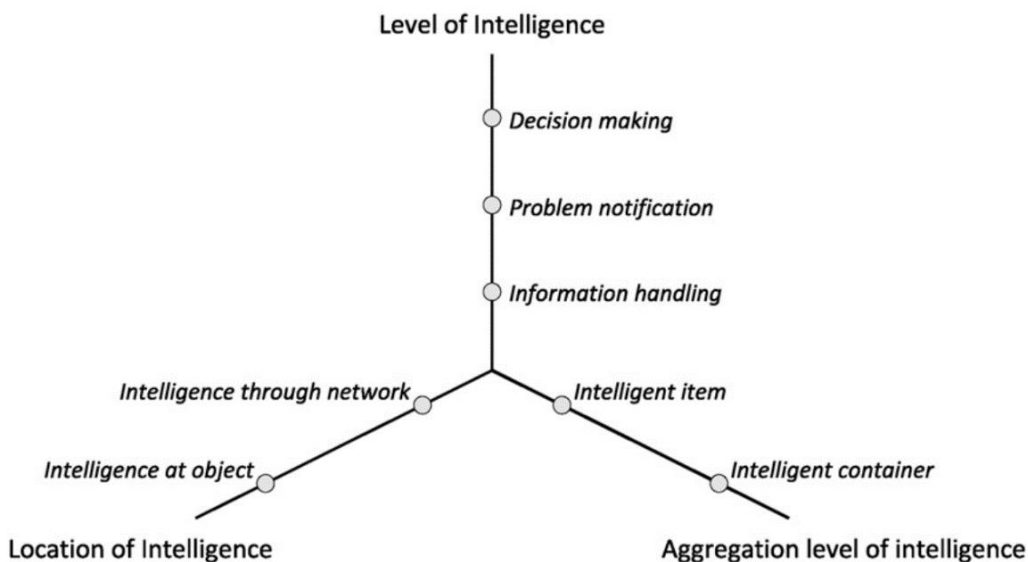 Level of Intelligence
Decision making
Problem notification
Information handling
Intelligence through network
Intelligent item
Intelligence at object
Intelligent container
Location of Intelligence
Aggregation level of intelligence